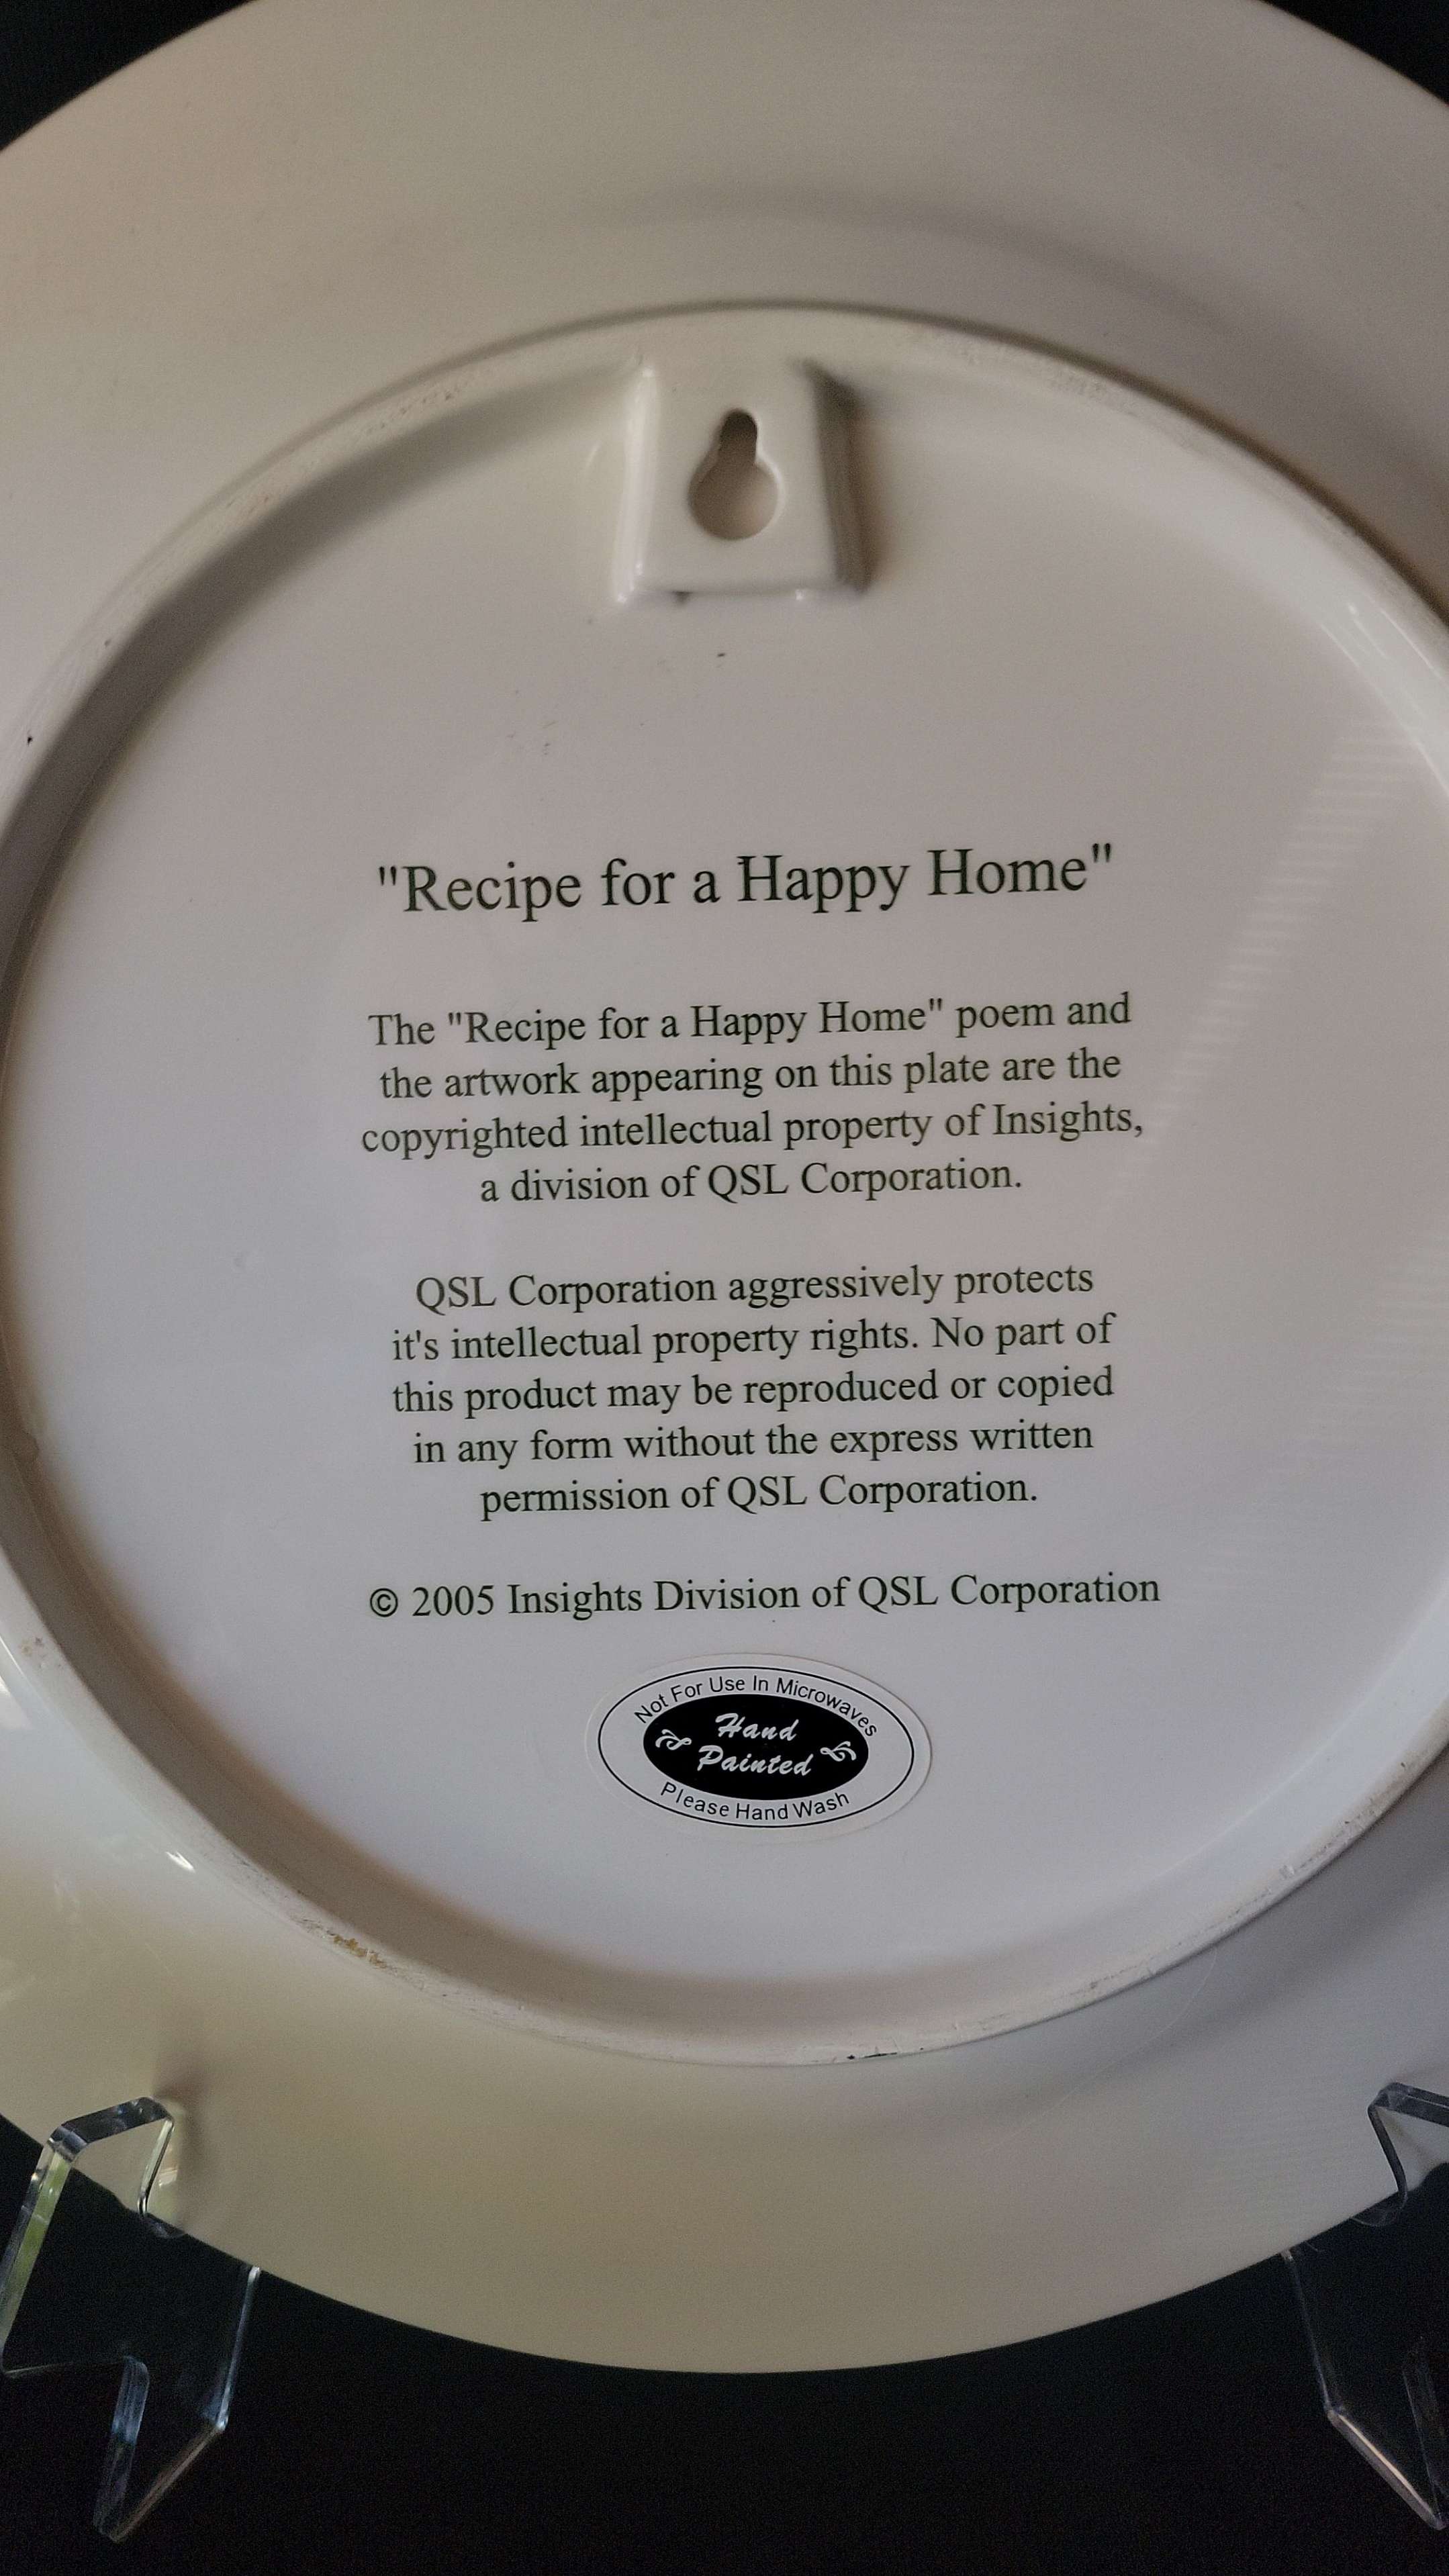 "Recipe for a Happy Home"
The "Recipe for a Happy Home" poem and
the artwork appearing on this plate are the
copyrighted intellectual property of Insights,
a division of QSL Corporation.
QSL Corporation aggressively protects
it's intellectual property rights. No part of
this product may be reproduced or copied
in any form without the express written
permission of QSL Corporation.
© 2005 Insights Division of QSL Corporation
Not For Use In Microwaves
Hand
Painted
Please Hand Wash